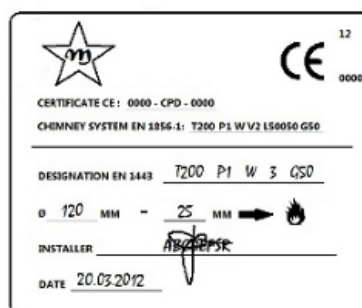 m
12
CE
0000
CERTIFICATE CE: 0000 - CPD - 0000
CHIMNEY SYSTEM EN 1856-1: T200 P1 W V2 L50050 G50
DESIGNATION EN 1443 T200 P1 W 3 G50
ø 120 MM - 25 MM
INSTALLER
DATE 20.03.2012